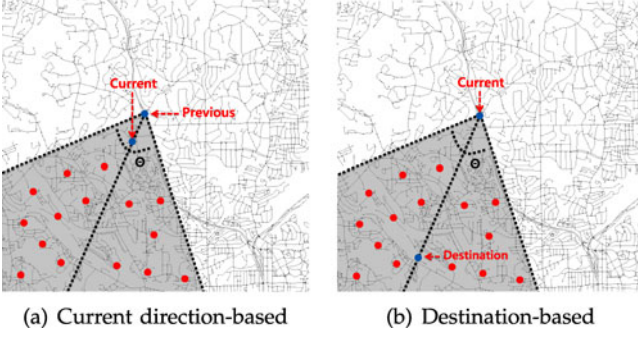 Current
Previous
Θ
(a) Current direction-based
Current
Θ
Destination
(b) Destination-based